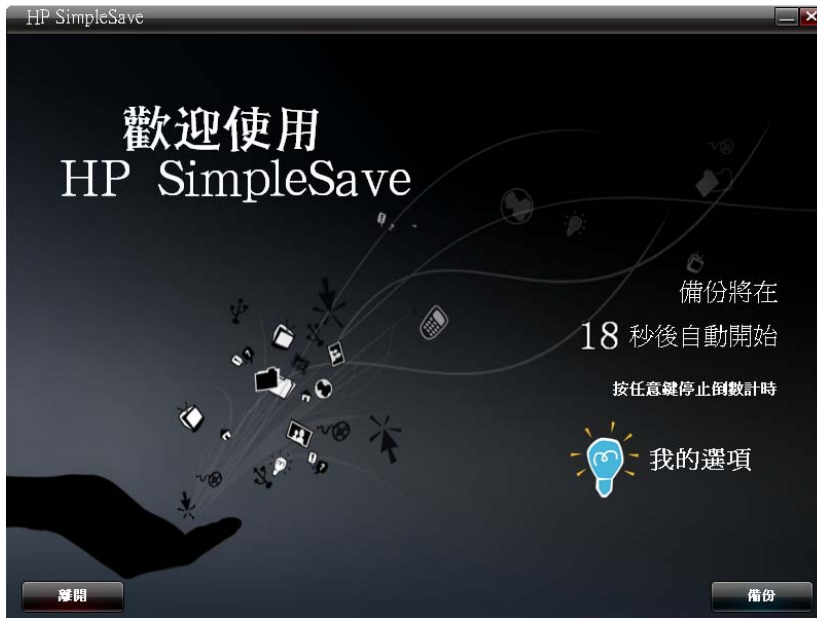 HP SimpleSave
歡迎使用
HP SimpleSave
備份將在
18 秒後自動開始
按任意鍵停止倒數計時
我的選項
離開
備份